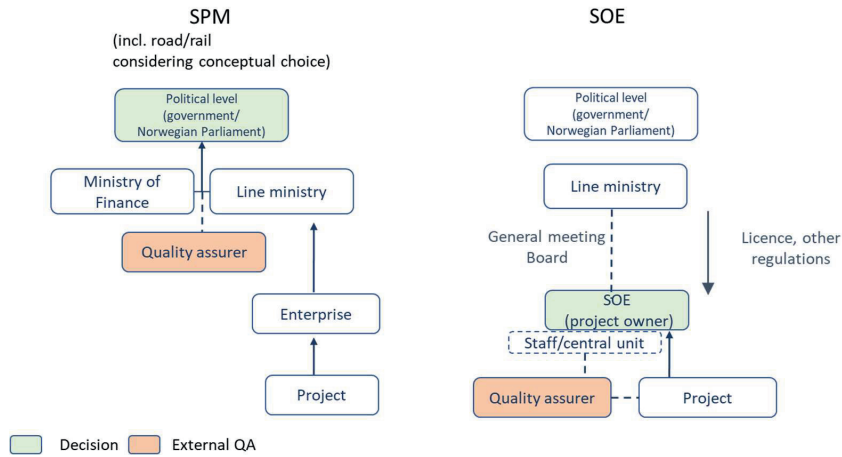 SPM
(incl. road/rail
considering conceptual choice)
Political level
(government/
Norwegian Parliament)
Ministry of
Finance
Line ministry
Quality assurer
Enterprise
Project
SOE
Political level
(government/
Norwegian Parliament)
Line ministry
General meeting
Board
Licence, other
regulations
SOE
(project owner)
Staff/central unit
Quality assurer
Project
Decision
External QA